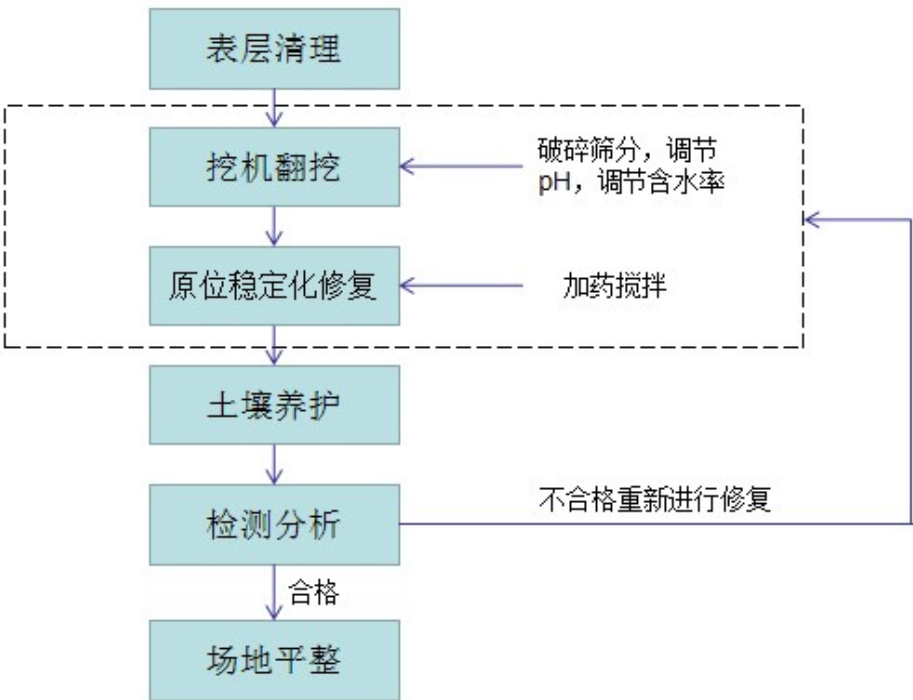 表层清理
挖机翻挖
破碎筛分，调节
pH，调节含水率
原位稳定化修复
加药搅拌
土壤养护
检测分析
不合格重新进行修复
合格
场地平整